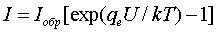 I = I_обр [exp(q_e U / kT) − 1]